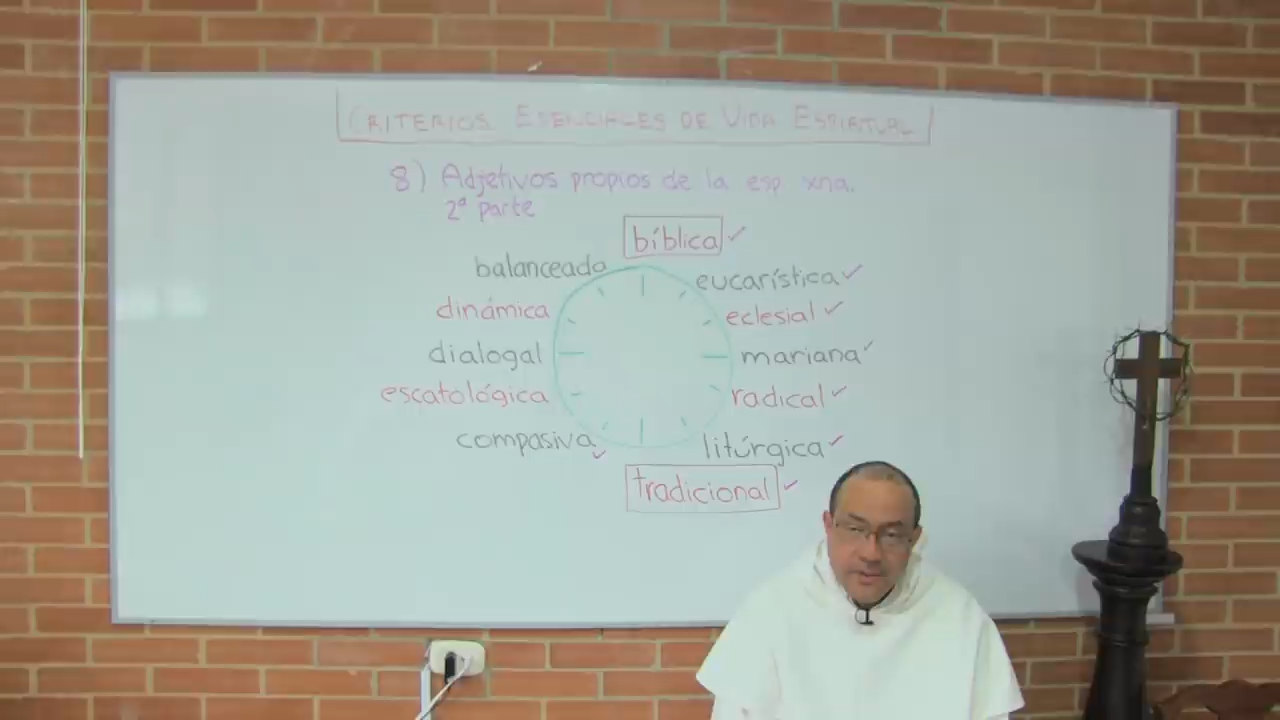 CRITERIOS ESENCIALES DE VIDA ESPIRITUAL
8) Adjetivos propios de la esp xna.
2ª parte
bíblica ✓
eucarística ✓
eclesial ✓
mariana ✓
radical ✓
litúrgica ✓
tradicional ✓
compasiva ✓
escatológica
dialogal
dinámica
balanceada